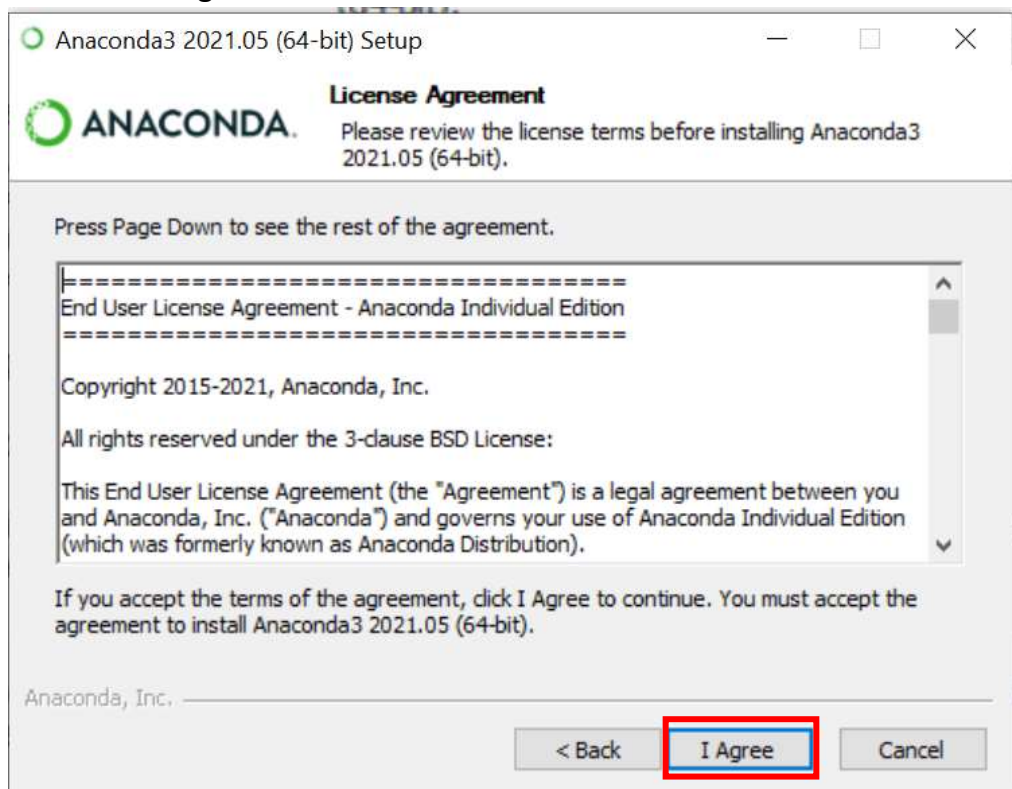 Anaconda3 2021.05 (64-bit) Setup
ANACONDA.
License Agreement
Please review the license terms before installing Anaconda3
2021.05 (64-bit).
Press Page Down to see the rest of the agreement.
===================================
End User License Agreement - Anaconda Individual Edition
===================================
Copyright 2015-2021, Anaconda, Inc.
All rights reserved under the 3-clause BSD License:
This End User License Agreement (the "Agreement") is a legal agreement between you
and Anaconda, Inc. ("Anaconda") and governs your use of Anaconda Individual Edition
(which was formerly known as Anaconda Distribution).
If you accept the terms of the agreement, click I Agree to continue. You must accept the
agreement to install Anaconda3 2021.05 (64-bit).
Anaconda, Inc.
< Back
I Agree
Cancel